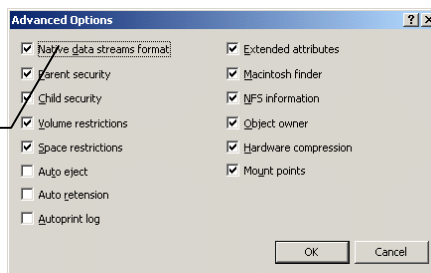 Advanced Options
Native data streams format
Parent security
Child security
Volume restrictions
Space restrictions
Auto eject
Auto retension
Autoprint log
Extended attributes
Macintosh finder
NFS information
Object owner
Hardware compression
Mount points
OK
Cancel